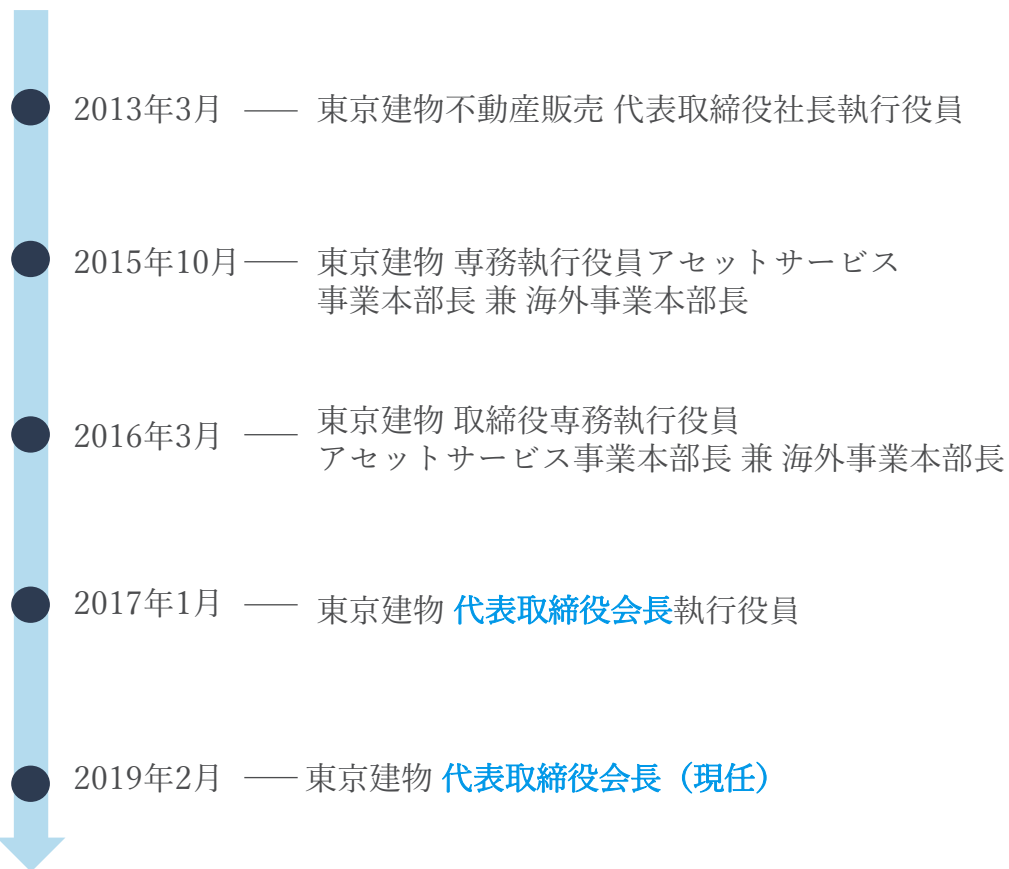 2013年3月 ── 東京建物不動産販売 代表取締役社長執行役員
2015年10月── 東京建物 専務執行役員アセットサービス
事業本部長 兼 海外事業本部長
2016年3月 ── 東京建物 取締役専務執行役員
アセットサービス事業本部長 兼 海外事業本部長
2017年1月 ── 東京建物 代表取締役会長執行役員
2019年2月 ── 東京建物 代表取締役会長（現任）